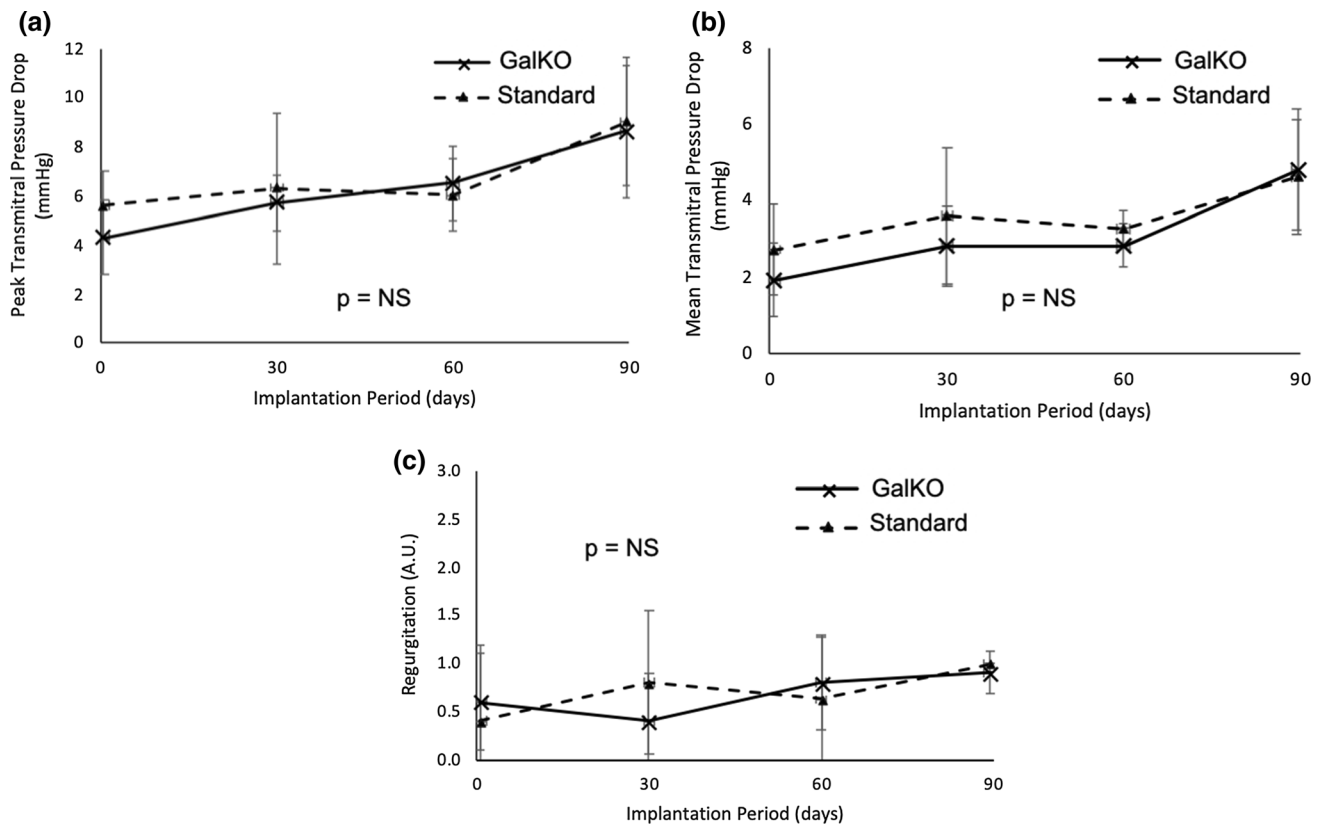 (a)
Peak Transmitral Pressure Drop
(mmHg)
12
10
8
6
4
2
0
GalKO
Standard
p = NS
0 30 60 90
Implantation Period (days)
(b)
Mean Transmitral Pressure Drop
(mmHg)
8
6
4
2
0
GalKO
Standard
p = NS
0 30 60 90
Implantation Period (days)
(c)
Regurgitation (A.U.)
3.0
2.5
2.0
1.5
1.0
0.5
0.0
GalKO
Standard
p = NS
0 30 60 90
Implantation Period (days)